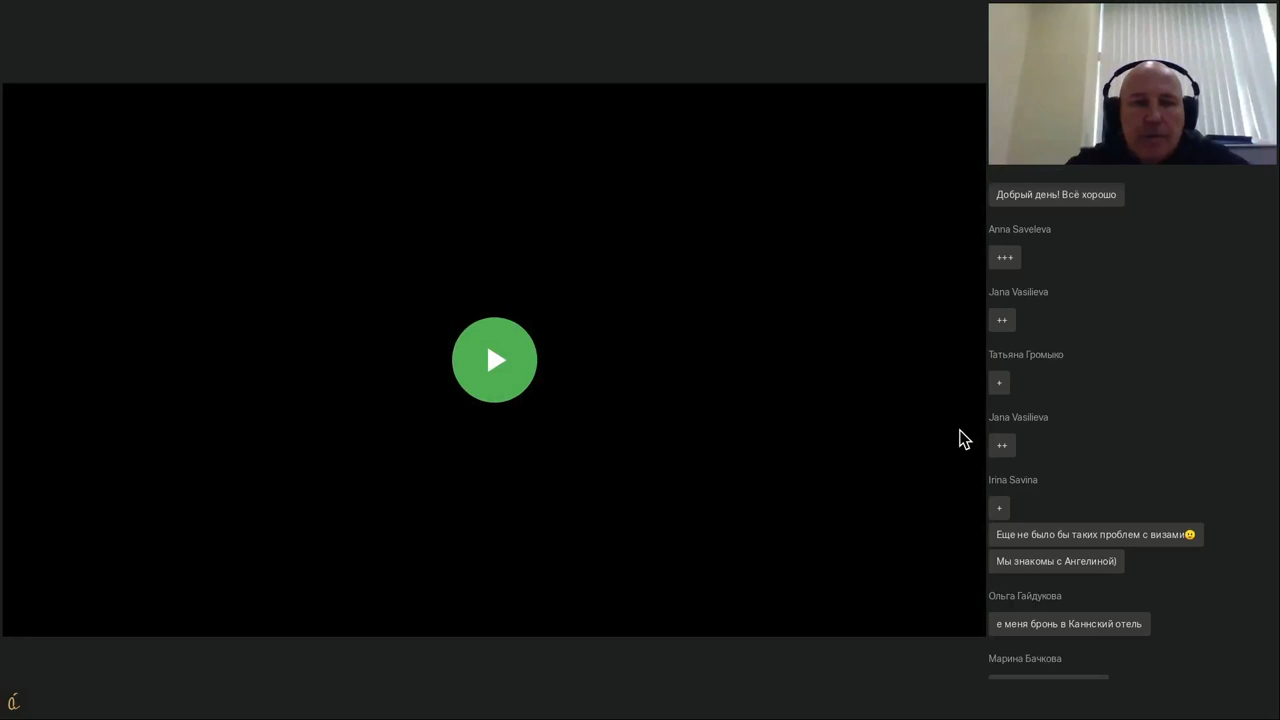 Добрый день! Всё хорошо
Anna Saveleva
+++
Jana Vasilieva
++
Татьяна Громыко
+
Jana Vasilieva
++
Irina Savina
+
Еще не было бы таких проблем с визами🤨
Мы знакомы с Ангелиной)
Ольга Гайдукова
е меня бронь в Каннский отель
Марина Бачкова
á